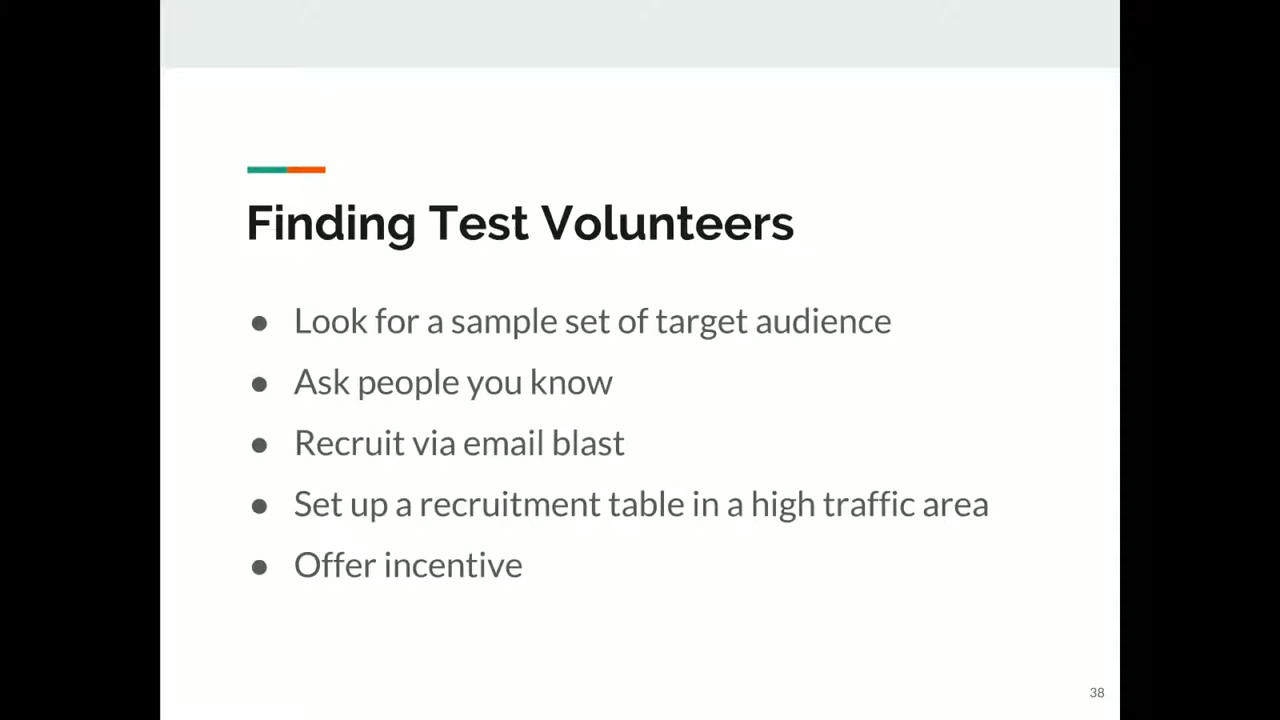 Finding Test Volunteers
● Look for a sample set of target audience
● Ask people you know
● Recruit via email blast
● Set up a recruitment table in a high traffic area
● Offer incentive
38